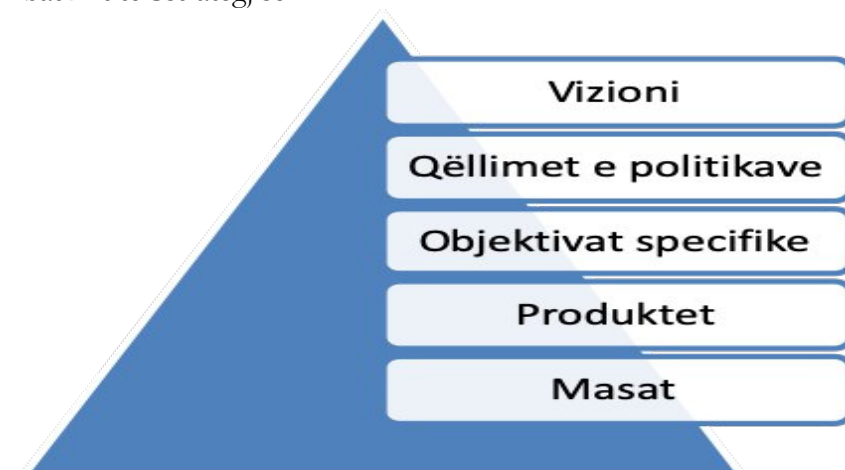 Vizioni
Qëllimet e politikave
Objektivat specifike
Produktet
Masat